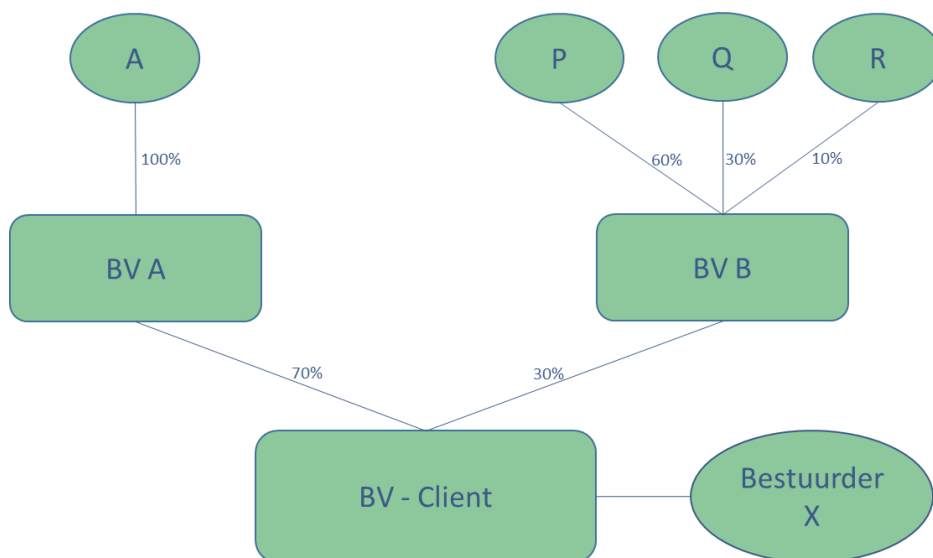 A
P
Q
R
100%
60%
30%
10%
BV A
BV B
70%
30%
BV - Client
Bestuurder
X